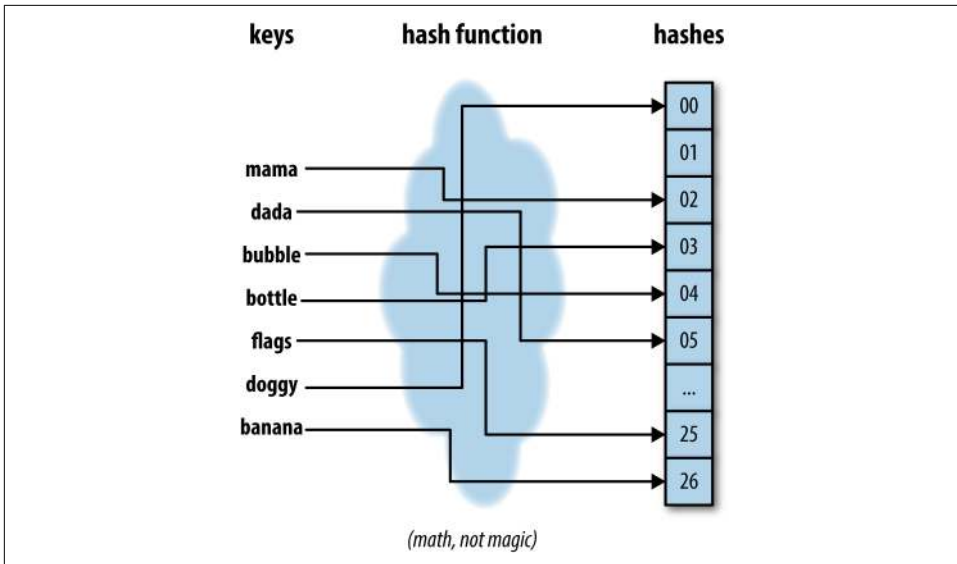 keys hash function hashes
00
01
mama
02
dada
03
bubble
04
bottle
05
flags
...
doggy
25
banana
26
(math, not magic)